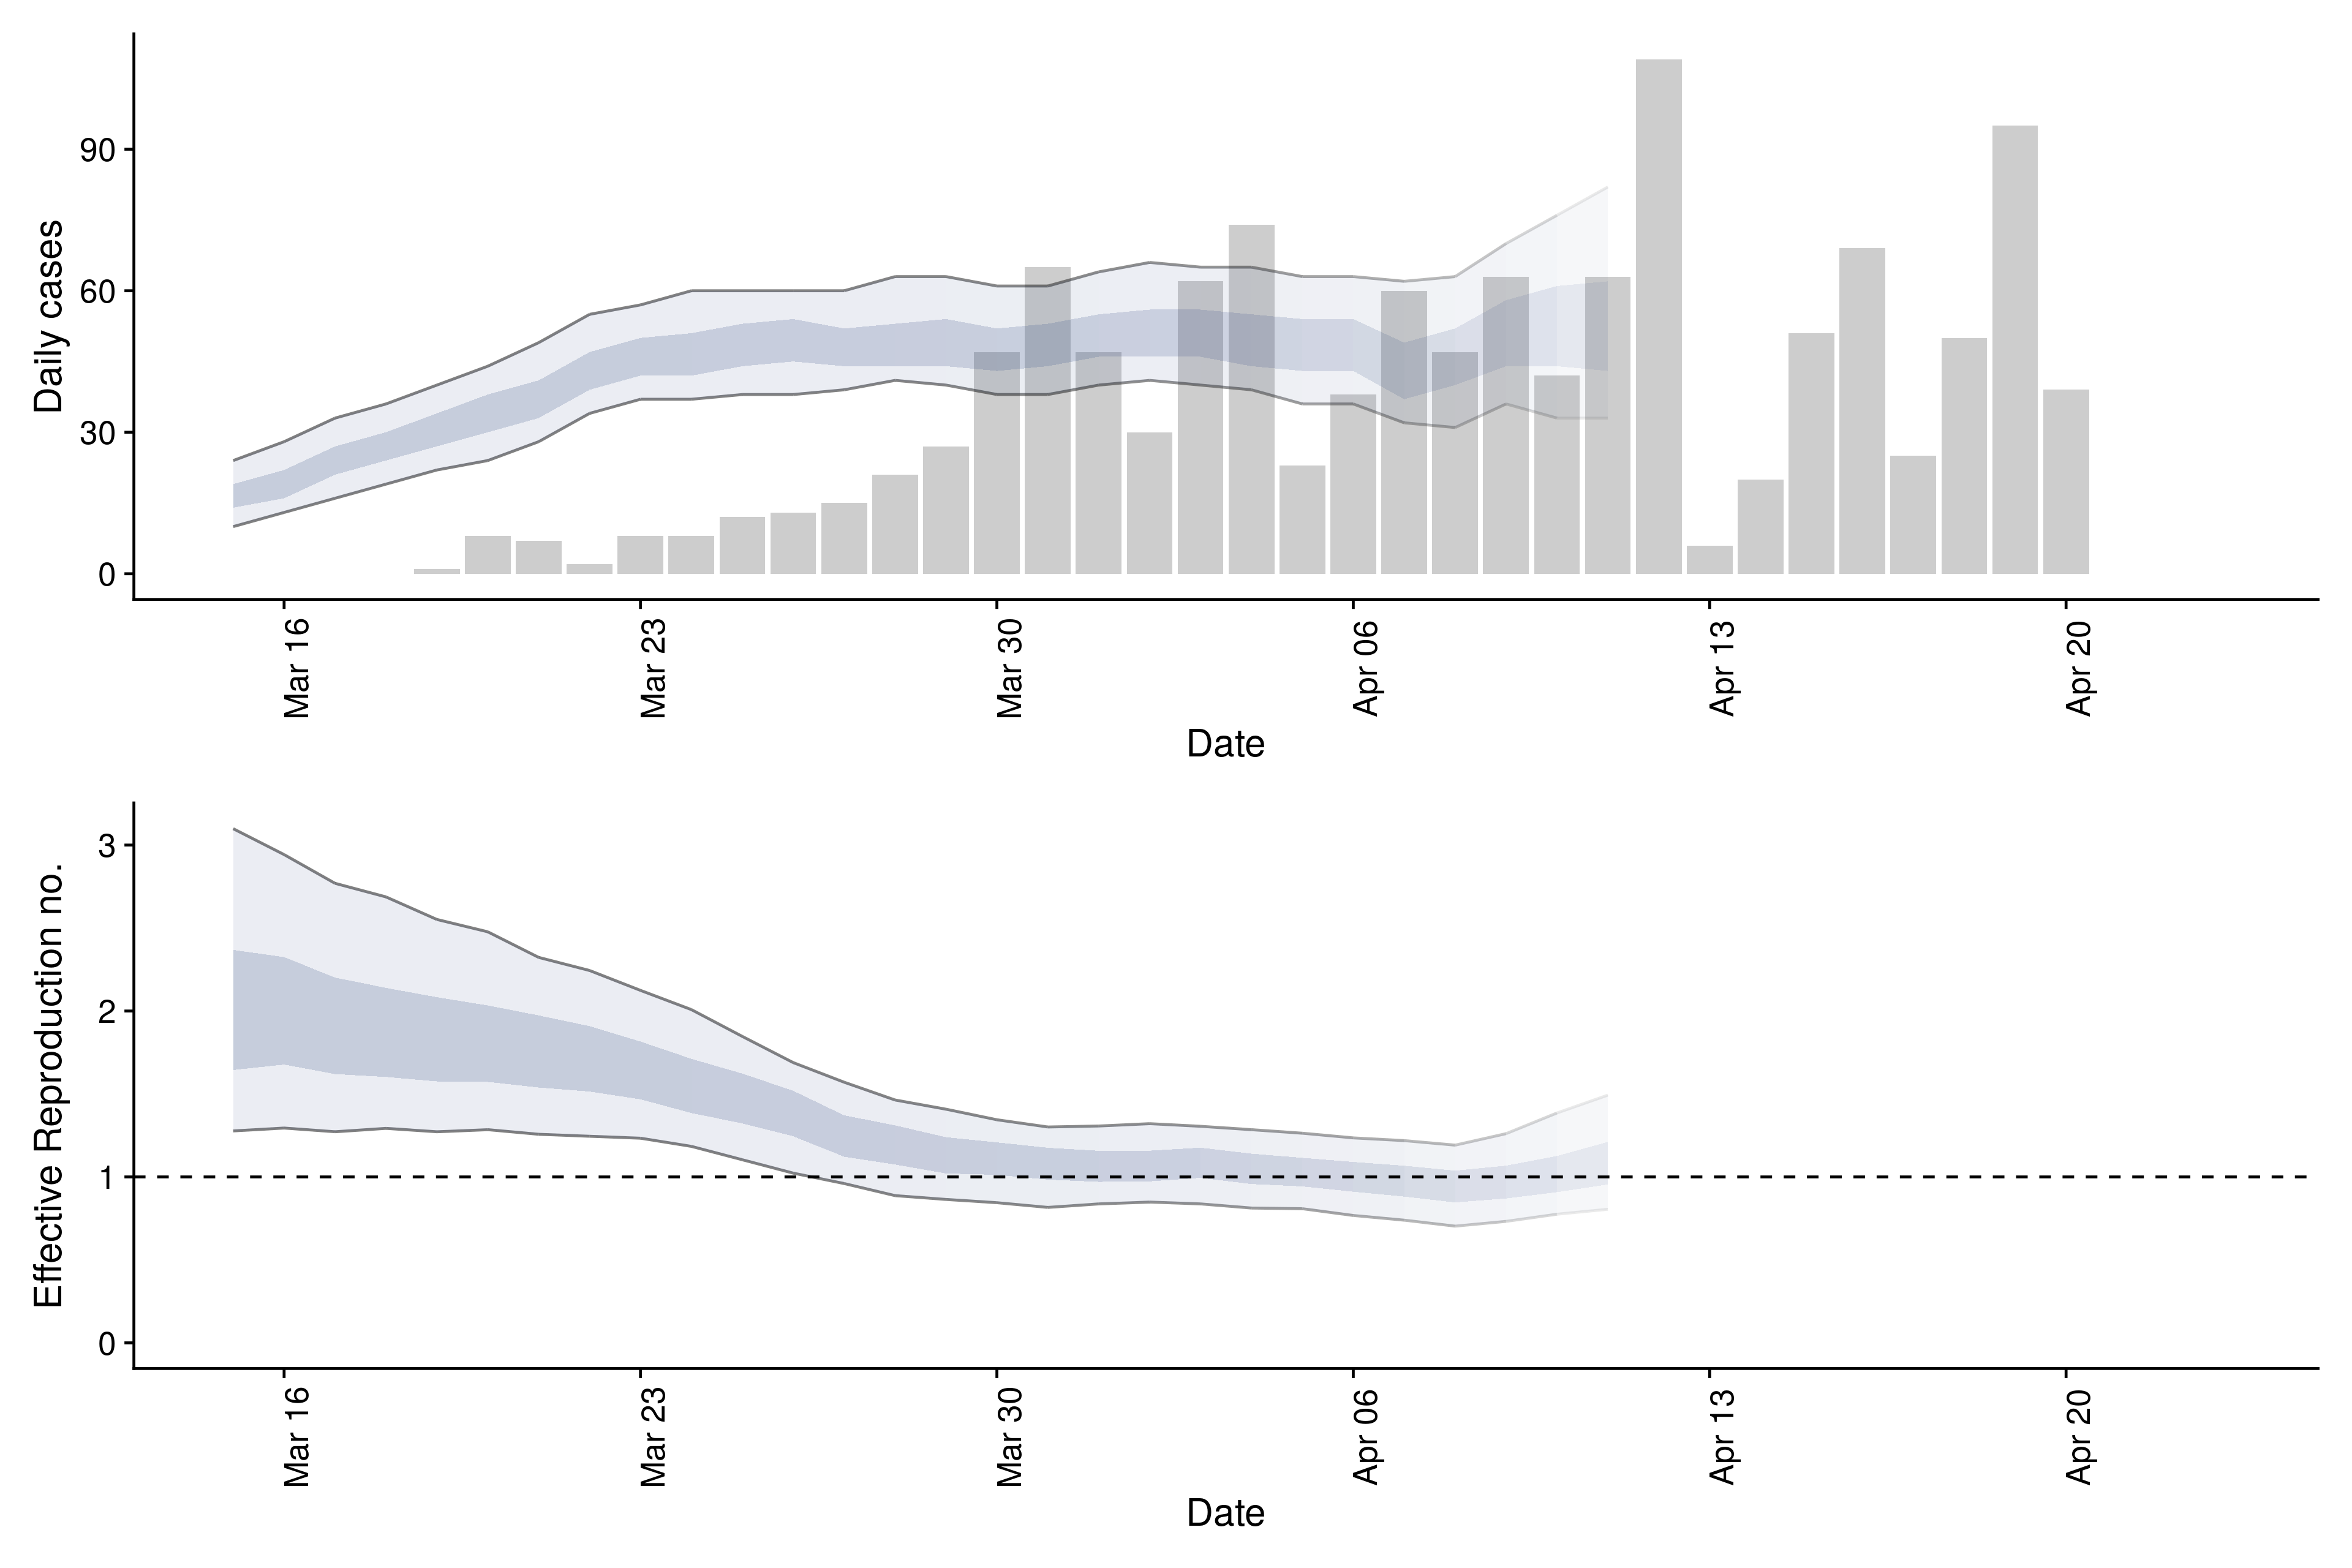 Daily cases
90
60
30
0
Mar 16
Mar 23
Mar 30
Apr 06
Apr 13
Apr 20
Date
Effective Reproduction no.
3
2
1
0
Mar 16
Mar 23
Mar 30
Apr 06
Apr 13
Apr 20
Date